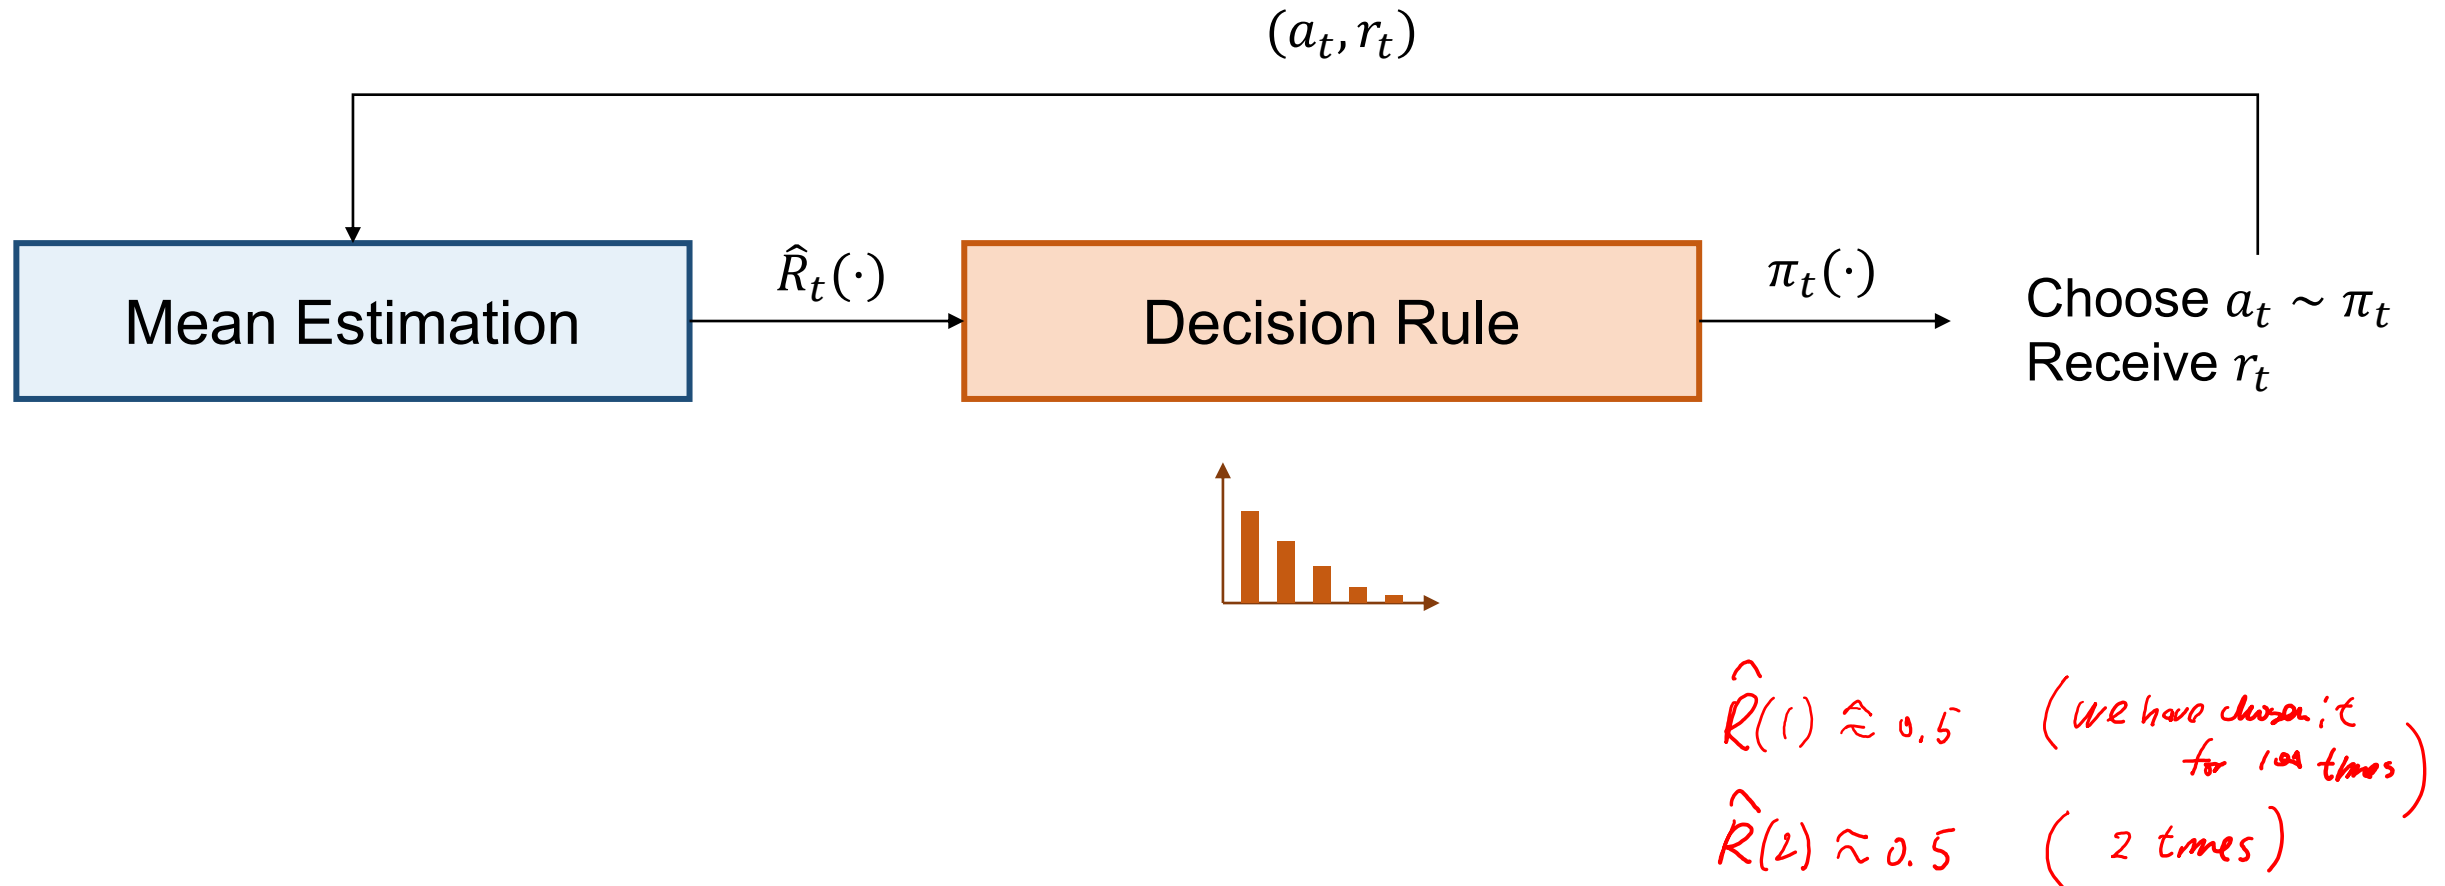 (a_t, r_t)
Mean Estimation
R̂_t(·)
Decision Rule
π_t(·)
Choose a_t ~ π_t
Receive r_t
R̂(1) ≈ 0.5 (we have chosen it
for 100 times)
R̂(2) ≈ 0.5 (2 times)